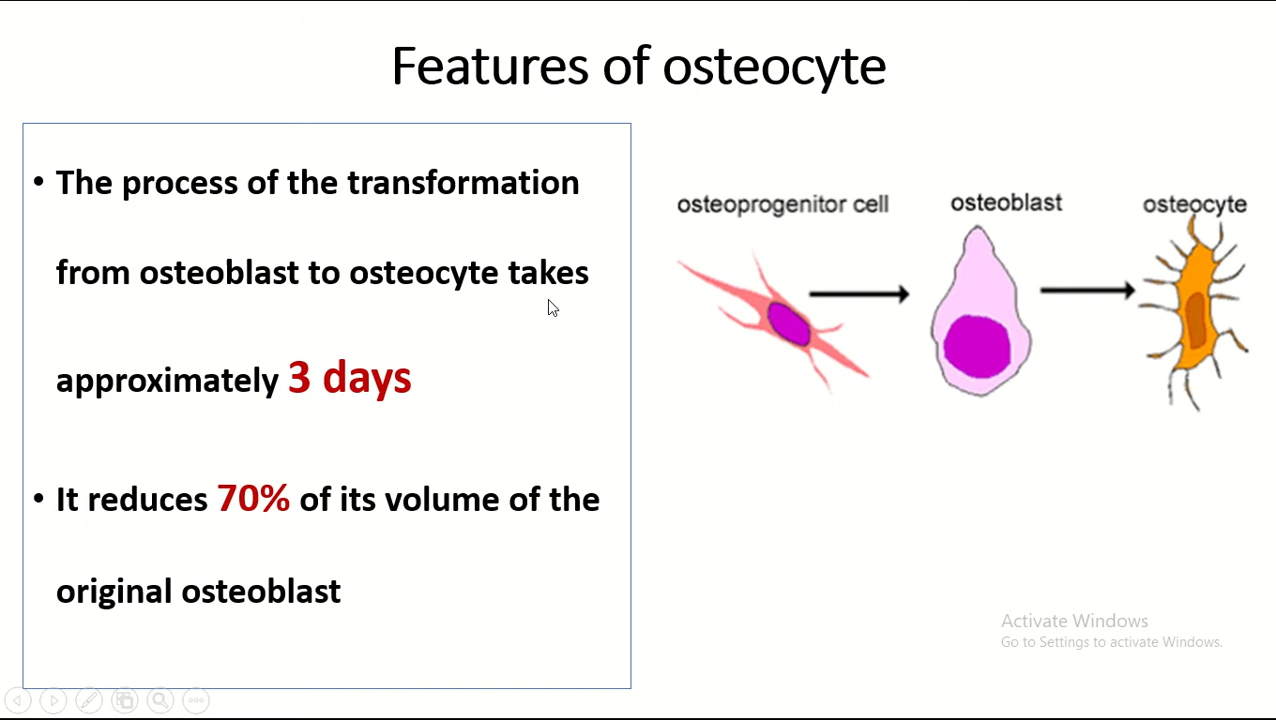 Features of osteocyte
• The process of the transformation
from osteoblast to osteocyte takes
approximately 3 days
• It reduces 70% of its volume of the
original osteoblast
osteoprogenitor cell
osteoblast
osteocyte
Activate Windows
Go to Settings to activate Windows.